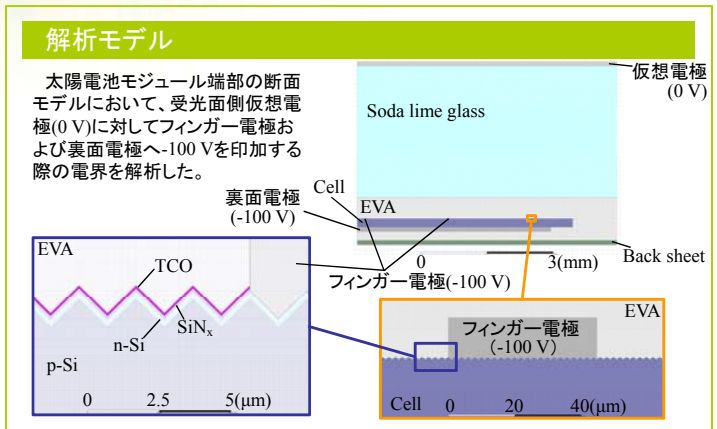 解析モデル
太陽電池モジュール端部の断面
モデルにおいて、受光面側仮想電
極(0 V)に対してフィンガー電極お
よび裏面電極へ-100 Vを印加する
際の電界を解析した。
仮想電極
(0 V)
Soda lime glass
裏面電極
(-100 V)
Cell
EVA
Back sheet
0 3(mm)
フィンガー電極(-100 V)
EVA
TCO
SiNx
n-Si
p-Si
0 2.5 5(μm)
EVA
フィンガー電極
(-100 V)
Cell 0 20 40(μm)